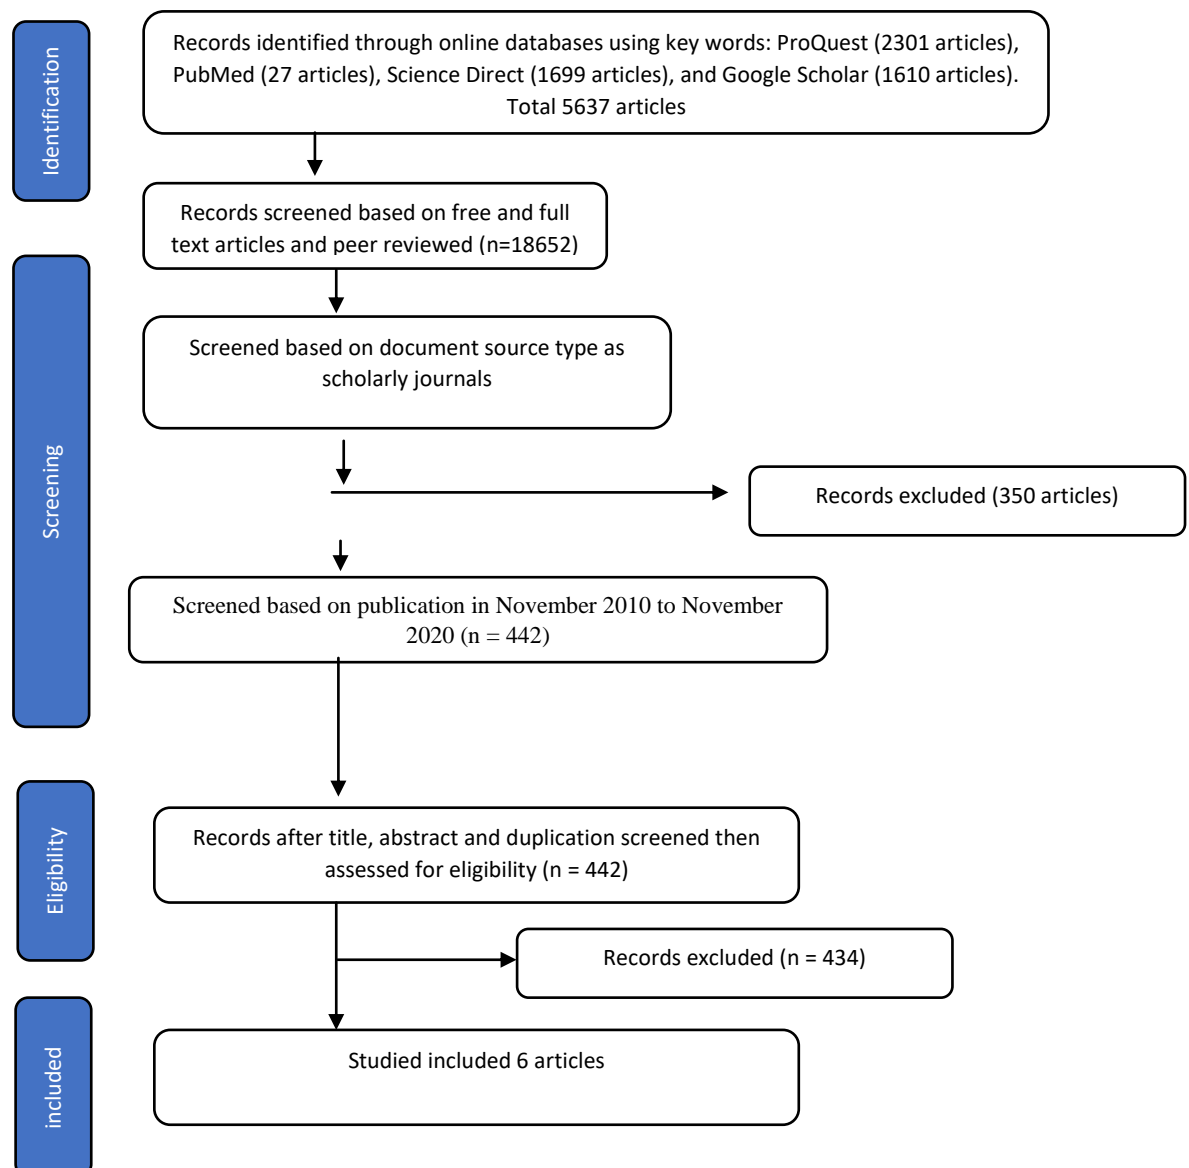 Identification
Records identified through online databases using key words: ProQuest (2301 articles),
PubMed (27 articles), Science Direct (1699 articles), and Google Scholar (1610 articles).
Total 5637 articles
Records screened based on free and full
text articles and peer reviewed (n=18652)
Screening
Screened based on document source type as
scholarly journals
Records excluded (350 articles)
Screened based on publication in November 2010 to November
2020 (n = 442)
Eligibility
Records after title, abstract and duplication screened then
assessed for eligibility (n = 442)
Records excluded (n = 434)
included
Studied included 6 articles